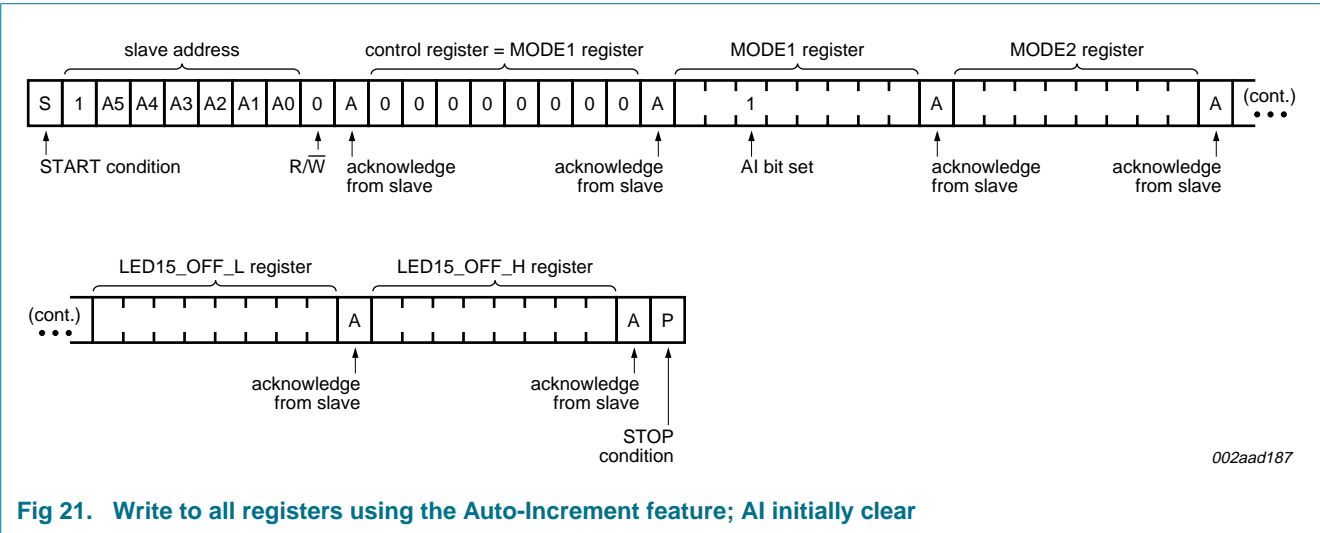 slave address control register = MODE1 register MODE1 register MODE2 register
S 1 A5 A4 A3 A2 A1 A0 0 A 0 0 0 0 0 0 0 0 A 1 A A (cont.)
START condition R/W̅ acknowledge acknowledge AI bit set acknowledge acknowledge
from slave from slave from slave from slave
LED15_OFF_L register LED15_OFF_H register
(cont.) A A P
acknowledge acknowledge
from slave from slave
STOP
condition
002aad187
Fig 21. Write to all registers using the Auto-Increment feature; AI initially clear